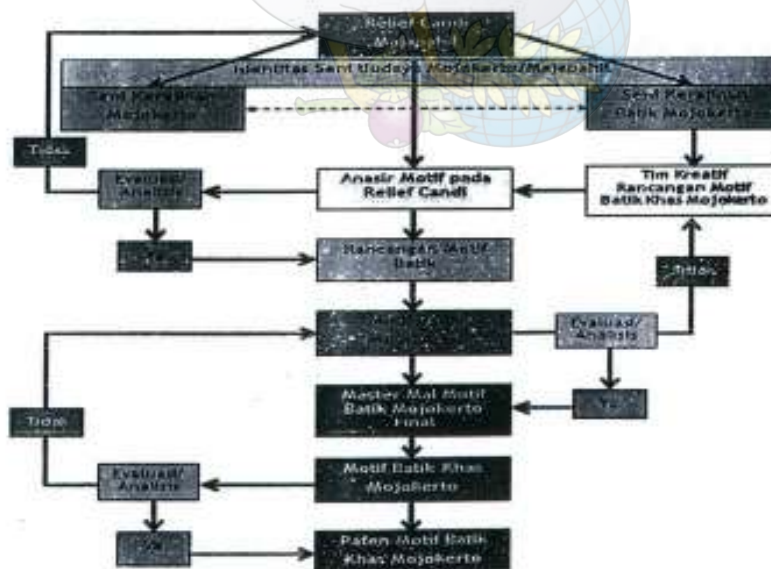 Relief Candi
Majapahit
Identitas Seni Budaya Mojokerto/Majapahit
Seni Kerajinan
Mojokerto
Seni Kerajinan
Batik Mojokerto
Tidak
Evaluasi/
Analisis
Anasir Motif pada
Relief Candi
Tim Kreatif
Rancangan Motif
Batik Khas Mojokerto
Ya
Rancangan Motif
Batik
Tidak
Evaluasi/
Analisis
Master Mal Motif
Batik Mojokerto
Final
Ya
Tidak
Evaluasi/
Analisis
Motif Batik Khas
Mojokerto
Ya
Paten Motif Batik
Khas Mojokerto